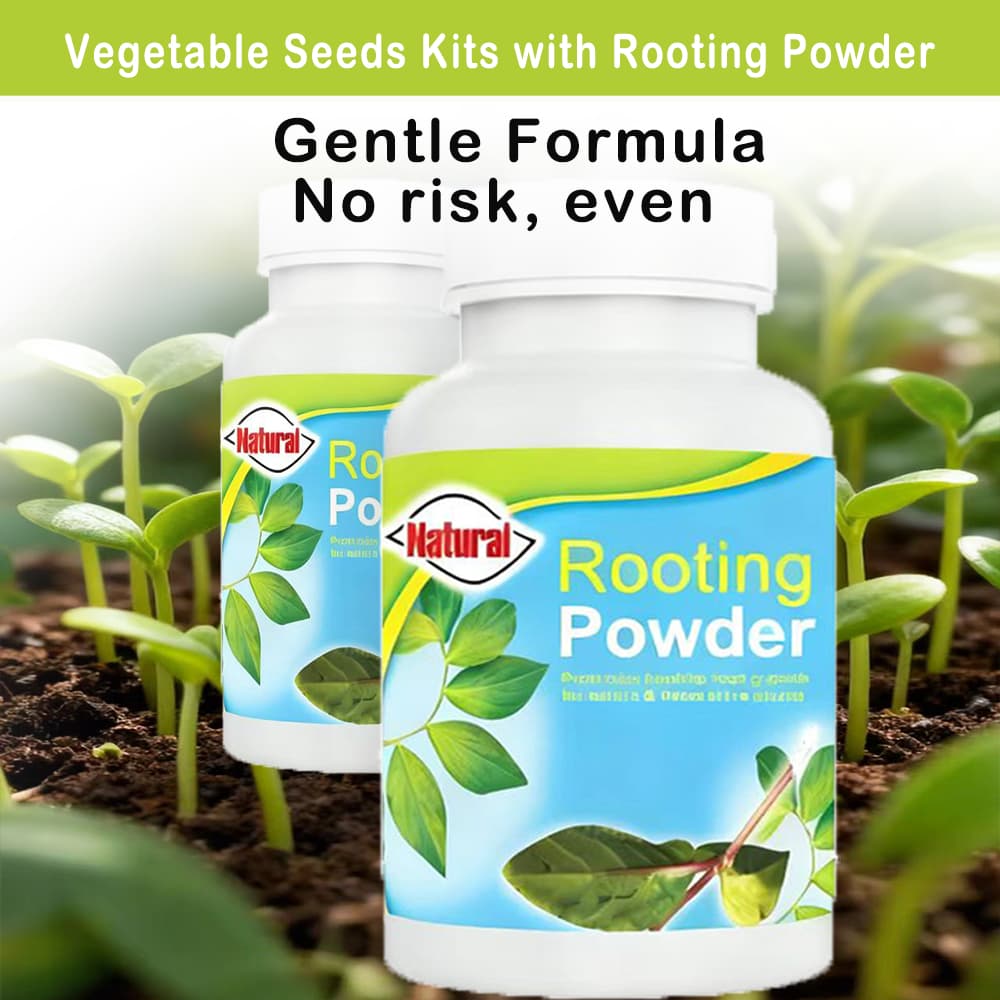 Vegetable Seeds Kits with Rooting Powder
Gentle Formula
No risk, even
Natural
Ro
Po
Natural
Rooting
Powder